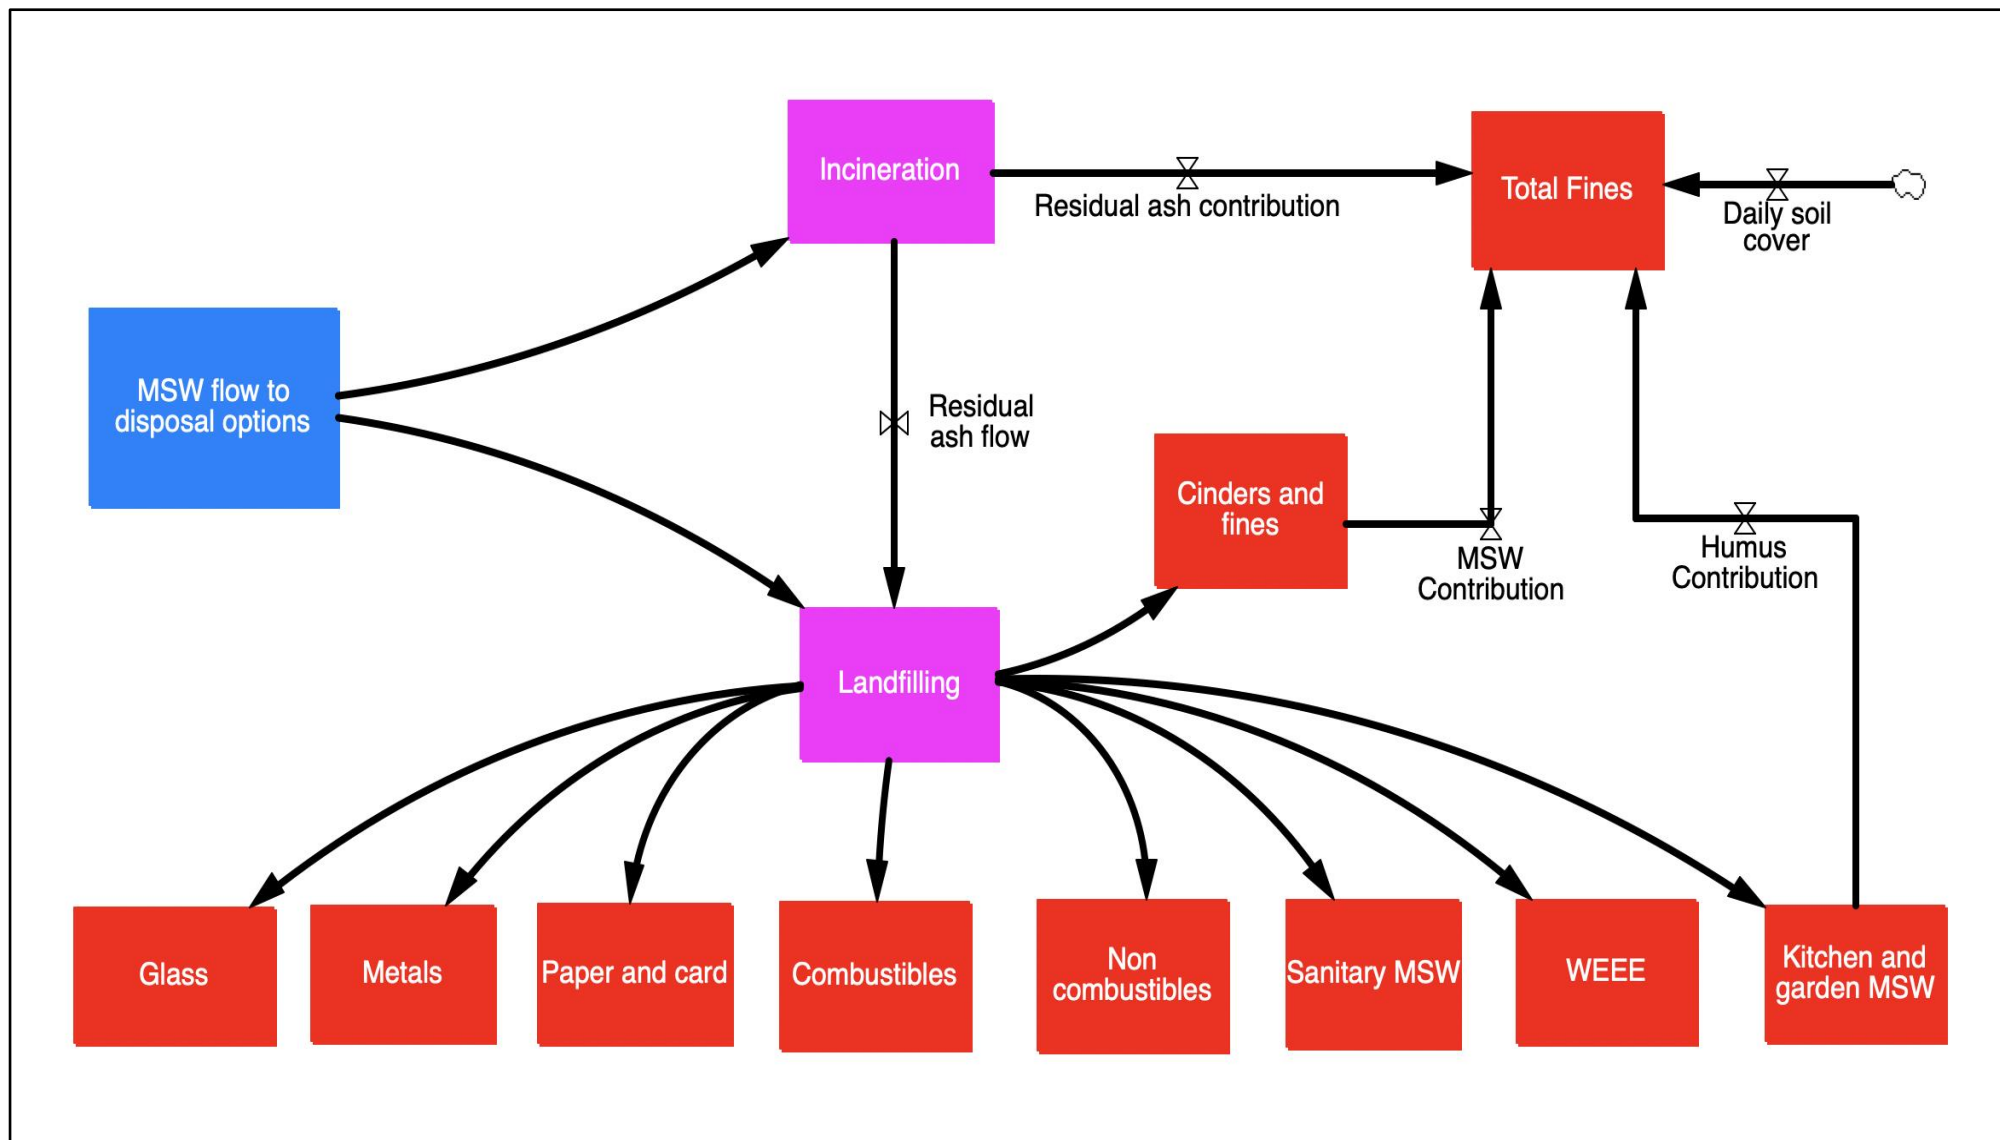 Incineration
Total Fines
Residual ash contribution
Daily soil
cover
MSW flow to
disposal options
Residual
ash flow
Cinders and
fines
MSW
Contribution
Humus
Contribution
Landfilling
Glass
Metals
Paper and card
Combustibles
Non
combustibles
Sanitary MSW
WEEE
Kitchen and
garden MSW